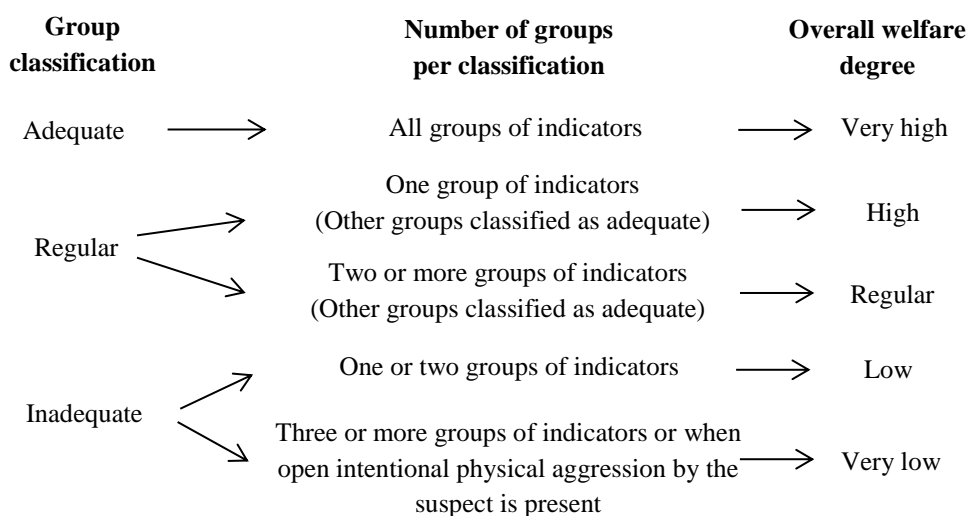 Group
classification
Number of groups
per classification
Overall welfare
degree
Adequate
All groups of indicators
Very high
Regular
One group of indicators
(Other groups classified as adequate)
High
Two or more groups of indicators
(Other groups classified as adequate)
Regular
Inadequate
One or two groups of indicators
Low
Three or more groups of indicators or when
open intentional physical aggression by the
suspect is present
Very low